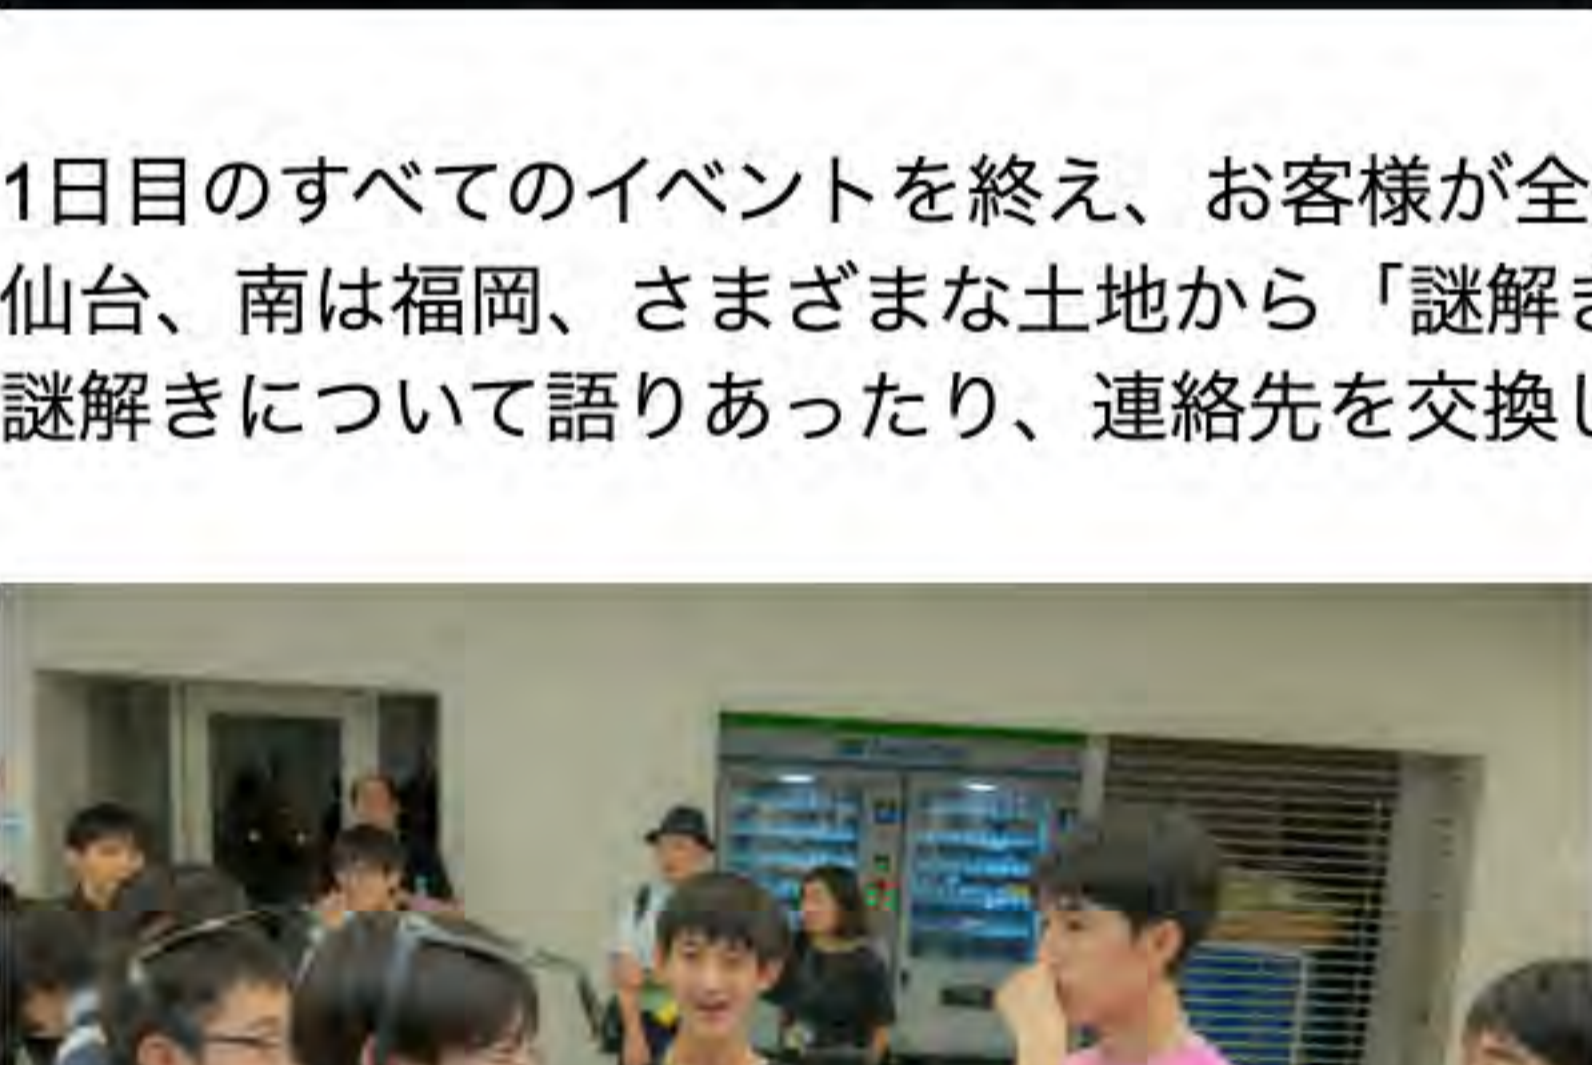 1日目のすべてのイベントを終え、お客様が全
仙台、南は福岡、さまざまな土地から「謎解き
謎解きについて語りあったり、連絡先を交換し